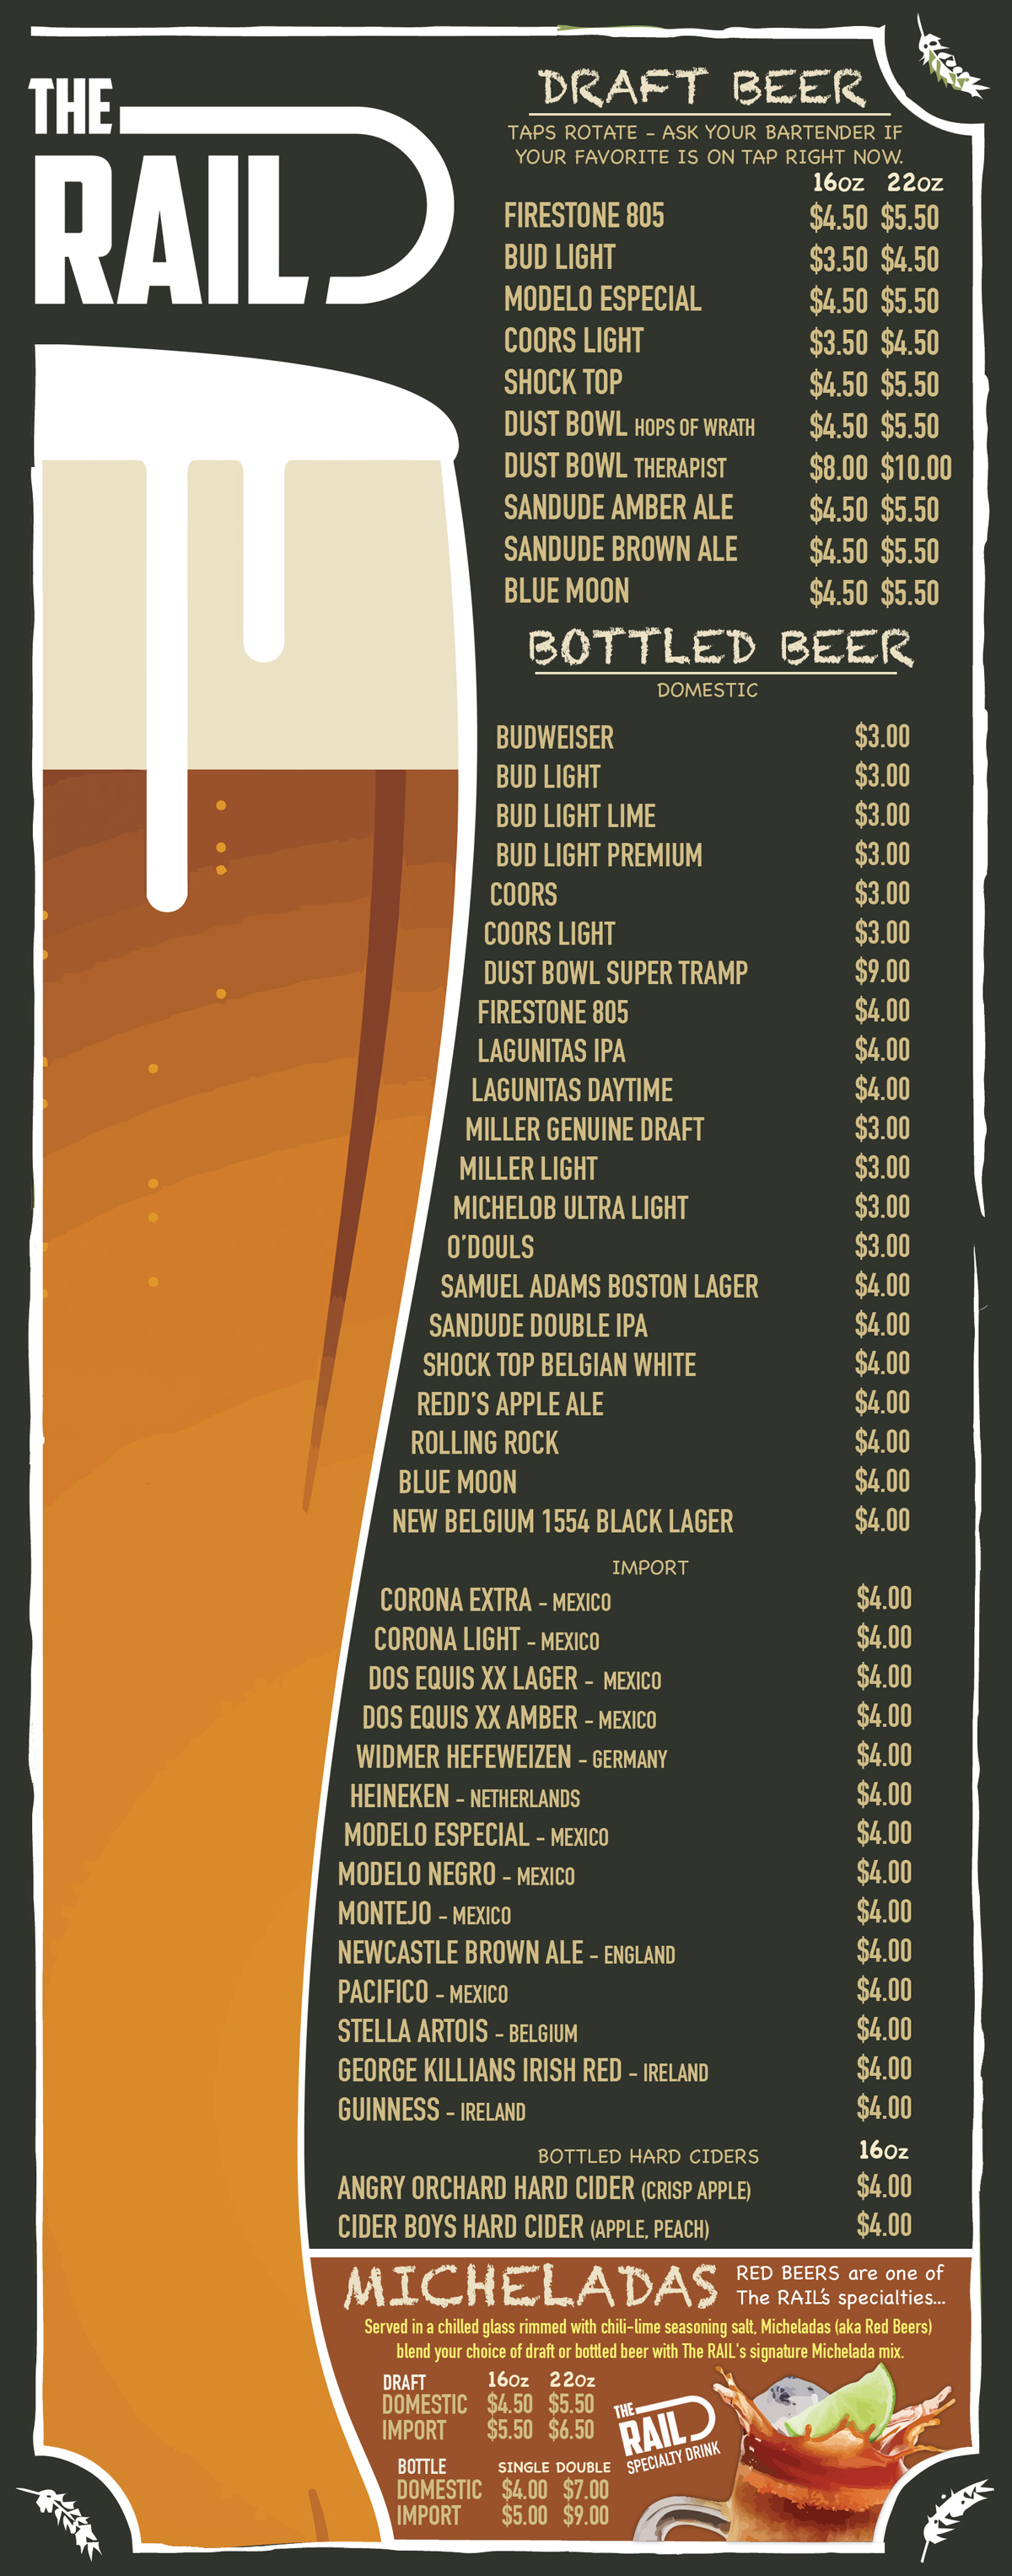 THE
RAIL
DRAFT BEER
TAPS ROTATE - ASK YOUR BARTENDER IF
YOUR FAVORITE IS ON TAP RIGHT NOW.
16oz 22oz
FIRESTONE 805 $4.50 $5.50
BUD LIGHT $3.50 $4.50
MODELO ESPECIAL $4.50 $5.50
COORS LIGHT $3.50 $4.50
SHOCK TOP $4.50 $5.50
DUST BOWL HOPS OF WRATH $4.50 $5.50
DUST BOWL THERAPIST $8.00 $10.00
SANDUDE AMBER ALE $4.50 $5.50
SANDUDE BROWN ALE $4.50 $5.50
BLUE MOON $4.50 $5.50
BOTTLED BEER
DOMESTIC
BUDWEISER $3.00
BUD LIGHT $3.00
BUD LIGHT LIME $3.00
BUD LIGHT PREMIUM $3.00
COORS $3.00
COORS LIGHT $3.00
DUST BOWL SUPER TRAMP $9.00
FIRESTONE 805 $4.00
LAGUNITAS IPA $4.00
LAGUNITAS DAYTIME $4.00
MILLER GENUINE DRAFT $3.00
MILLER LIGHT $3.00
MICHELOB ULTRA LIGHT $3.00
O'DOULS $3.00
SAMUEL ADAMS BOSTON LAGER $4.00
SANDUDE DOUBLE IPA $4.00
SHOCK TOP BELGIAN WHITE $4.00
REDD'S APPLE ALE $4.00
ROLLING ROCK $4.00
BLUE MOON $4.00
NEW BELGIUM 1554 BLACK LAGER $4.00
IMPORT
CORONA EXTRA - MEXICO $4.00
CORONA LIGHT - MEXICO $4.00
DOS EQUIS XX LAGER - MEXICO $4.00
DOS EQUIS XX AMBER - MEXICO $4.00
WIDMER HEFEWEIZEN - GERMANY $4.00
HEINEKEN - NETHERLANDS $4.00
MODELO ESPECIAL - MEXICO $4.00
MODELO NEGRO - MEXICO $4.00
MONTEJO - MEXICO $4.00
NEWCASTLE BROWN ALE - ENGLAND $4.00
PACIFICO - MEXICO $4.00
STELLA ARTOIS - BELGIUM $4.00
GEORGE KILLIANS IRISH RED - IRELAND $4.00
GUINNESS - IRELAND $4.00
BOTTLED HARD CIDERS 16oz
ANGRY ORCHARD HARD CIDER (CRISP APPLE) $4.00
CIDER BOYS HARD CIDER (APPLE, PEACH) $4.00
MICHELADAS
RED BEERS are one of
The RAIL's specialties...
Served in a chilled glass rimmed with chili-lime seasoning salt, Micheladas (aka Red Beers)
blend your choice of draft or bottled beer with The RAIL's signature Michelada mix.
DRAFT 16oz 22oz
DOMESTIC $4.50 $5.50
IMPORT $5.50 $6.50
BOTTLE SINGLE DOUBLE
DOMESTIC $4.00 $7.00
IMPORT $5.00 $9.00
THE
RAIL
SPECIALTY DRINK